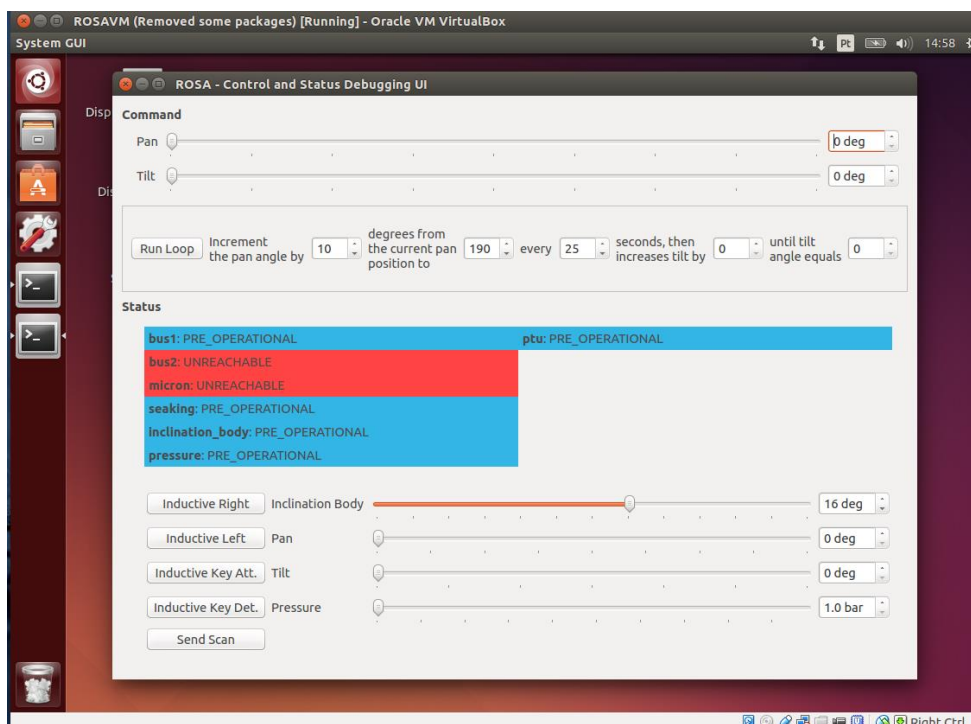 ROSAVM (Removed some packages) [Running] - Oracle VM VirtualBox
System GUI
Pt
14:58
ROSA - Control and Status Debugging UI
Disp
Command
Pan
0 deg
Tilt
0 deg
Run Loop
Increment
the pan angle by
10
degrees from
the current pan
position to
190
every
25
seconds, then
increases tilt by
0
until tilt
angle equals
0
Status
bus1: PRE_OPERATIONAL
ptu: PRE_OPERATIONAL
bus2: UNREACHABLE
micron: UNREACHABLE
seaking: PRE_OPERATIONAL
inclination_body: PRE_OPERATIONAL
pressure: PRE_OPERATIONAL
Inductive Right
Inclination Body
16 deg
Inductive Left
Pan
0 deg
Inductive Key Att.
Tilt
0 deg
Inductive Key Det.
Pressure
1.0 bar
Send Scan
Right Ctrl